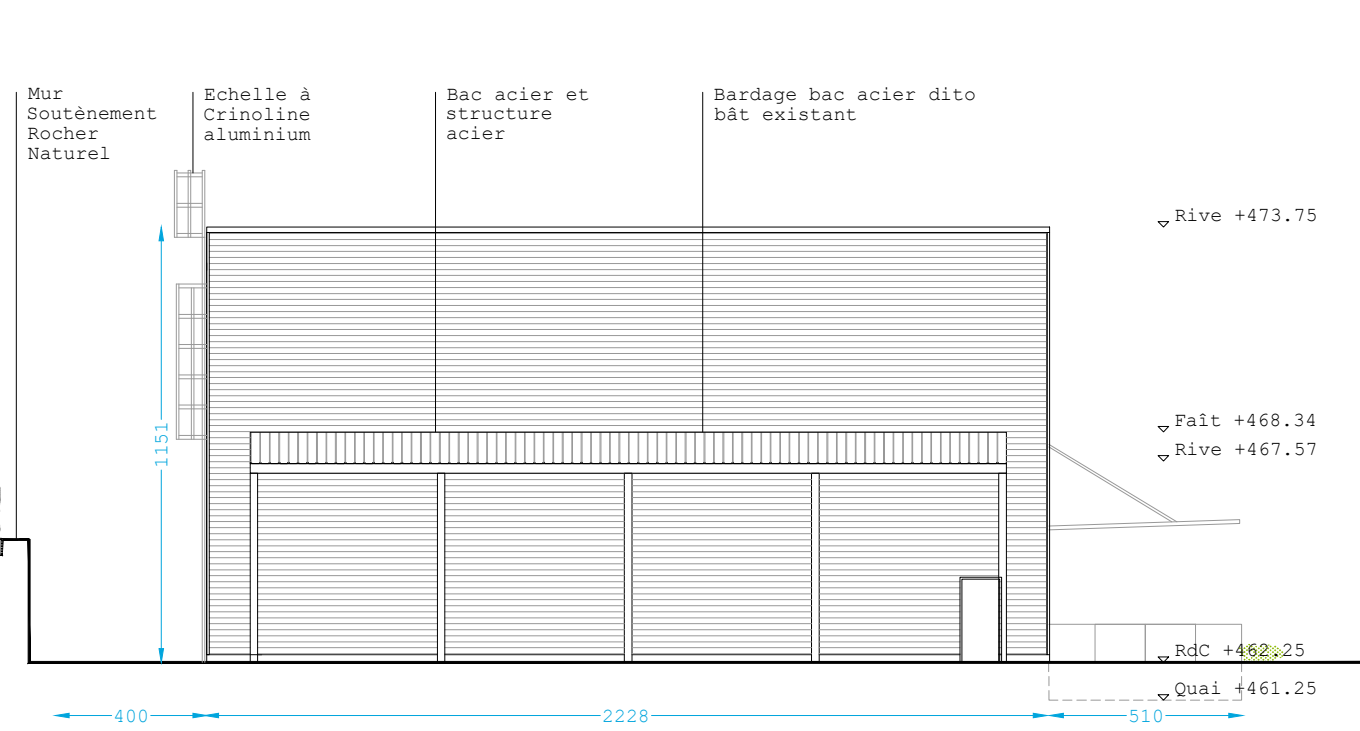 Mur
Soutènement
Rocher
Naturel
Echelle à
Crinoline
aluminium
Bac acier et
structure
acier
Bardage bac acier dito
bât existant
Rive +473.75
Faît +468.34
Rive +467.57
1151
RdC +462.25
Quai +461.25
400
2228
510